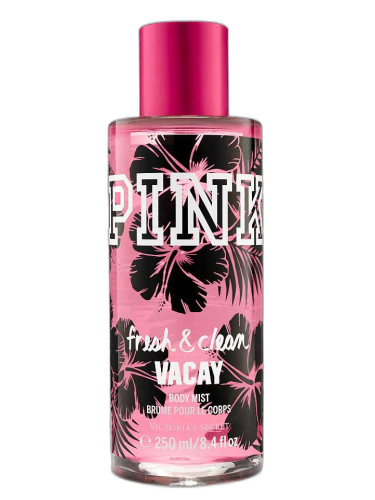 PINK
fresh & clean
VACAY
BODY MIST
BRUME POUR LE CORPS
VICTORIA'S SECRET
℮ 250 ml/8.4 fl oz